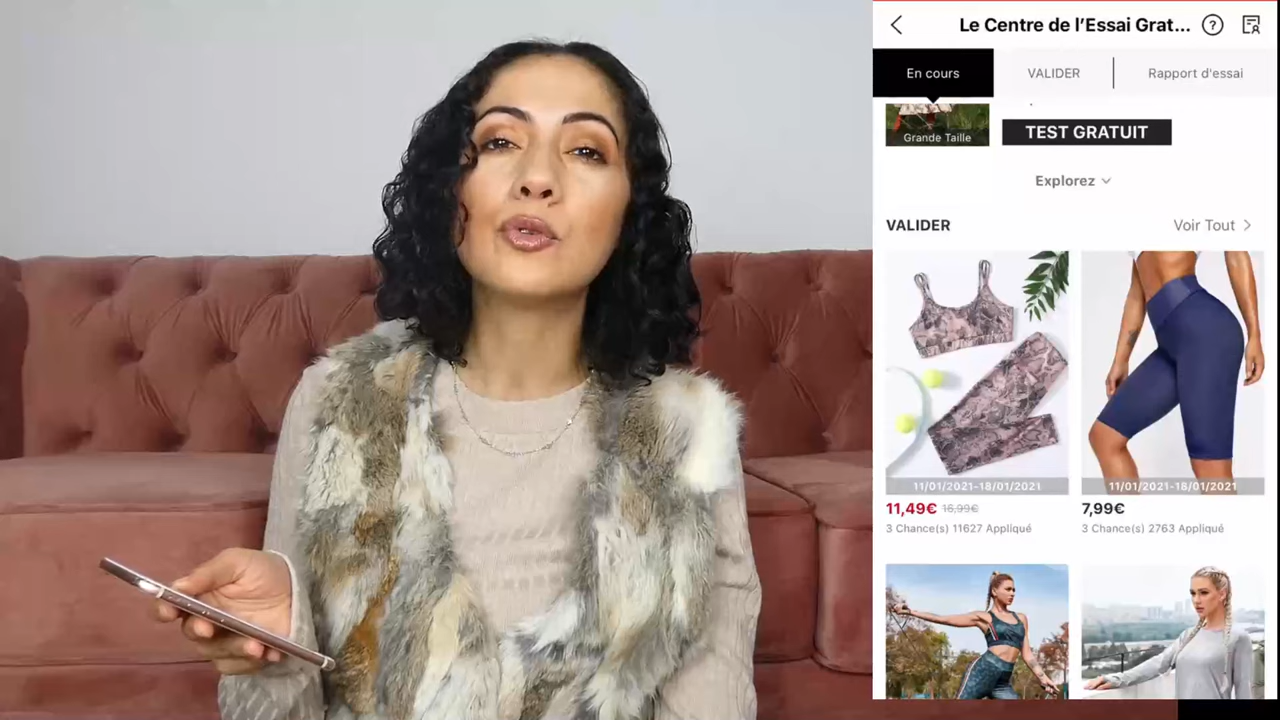 Le Centre de l'Essai Grat...
En cours
VALIDER
Rapport d'essai
Grande Taille
TEST GRATUIT
Explorez
VALIDER
Voir Tout
11/01/2021-18/01/2021
11/01/2021-18/01/2021
11,49€ 16,99€
7,99€
3 Chance(s) 11627 Appliqué
3 Chance(s) 2763 Appliqué